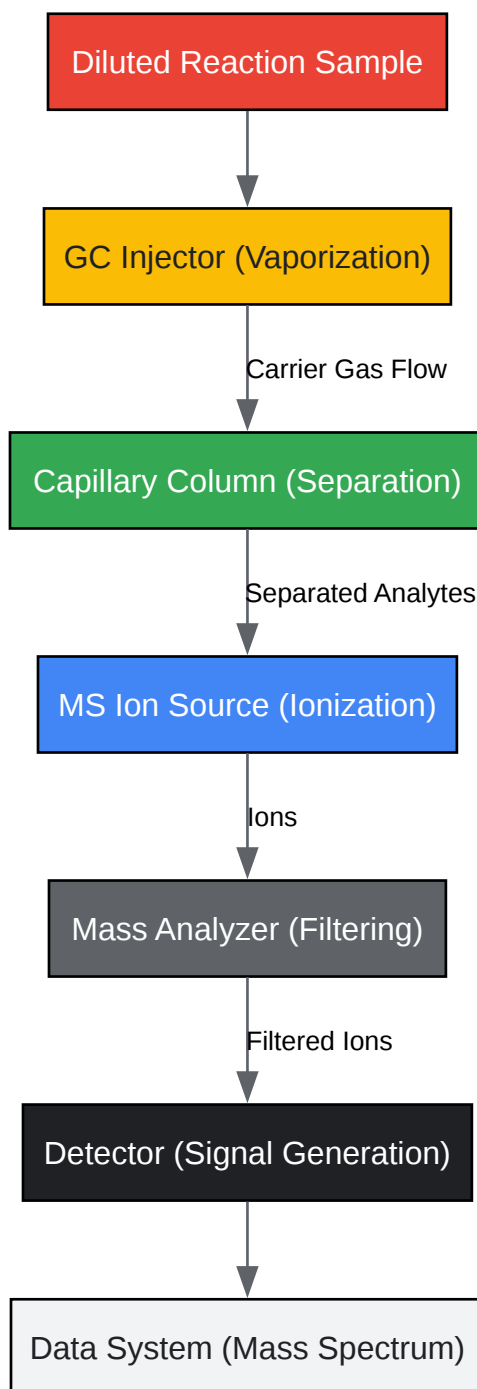 Diluted Reaction Sample
GC Injector (Vaporization)
Carrier Gas Flow
Capillary Column (Separation)
Separated Analytes
MS Ion Source (Ionization)
Ions
Mass Analyzer (Filtering)
Filtered Ions
Detector (Signal Generation)
Data System (Mass Spectrum)